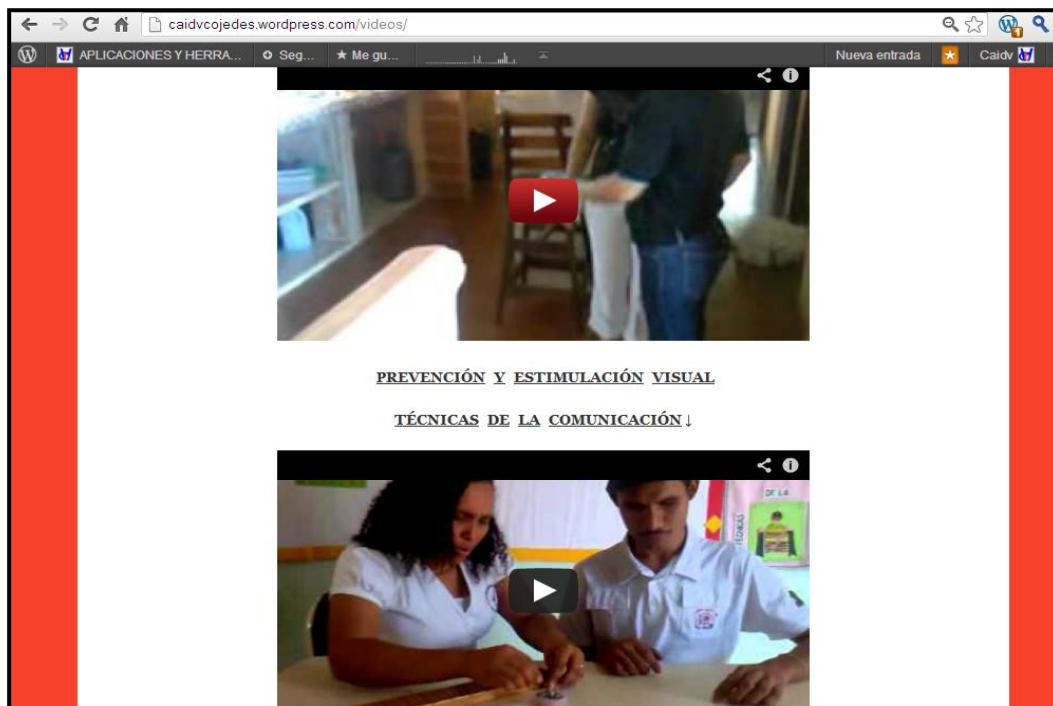 caidvcojedes.wordpress.com/videos/
APLICACIONES Y HERRA... Seg... Me gu... Nueva entrada Caidv
PREVENCIÓN Y ESTIMULACIÓN VISUAL
TÉCNICAS DE LA COMUNICACIÓN↓
DE LA